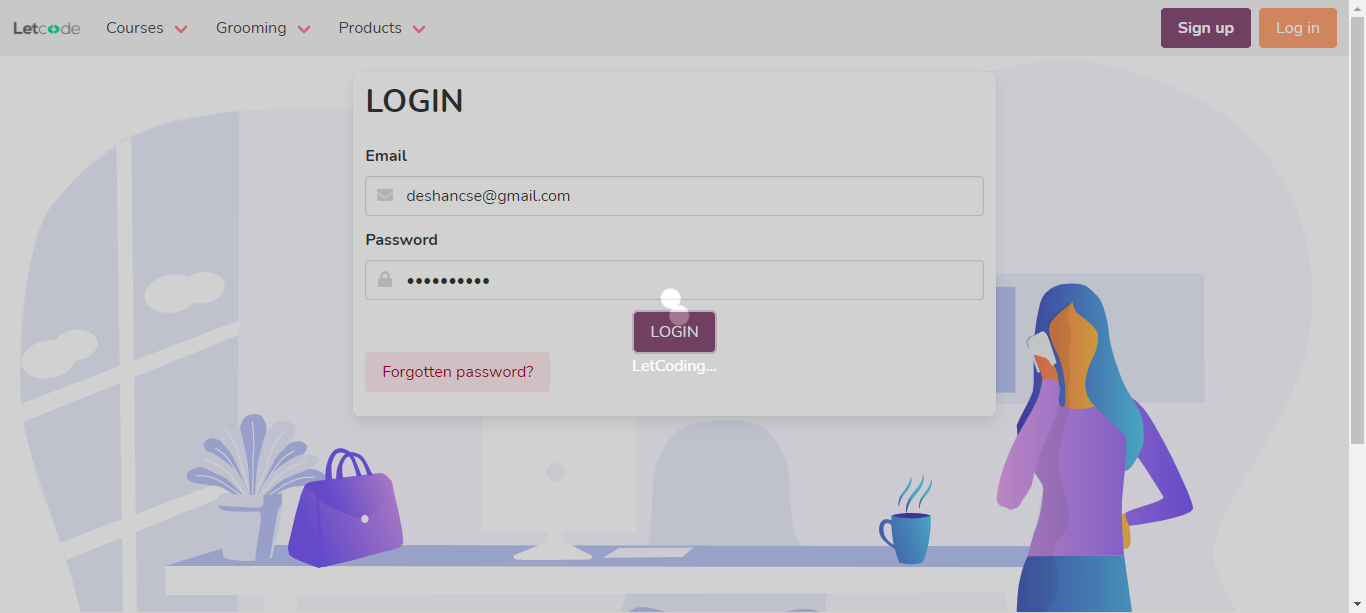 Letcode Courses Grooming Products Sign up Log in
LOGIN
Email
deshancse@gmail.com
Password
••••••••••
LOGIN
LetCoding...
Forgotten password?